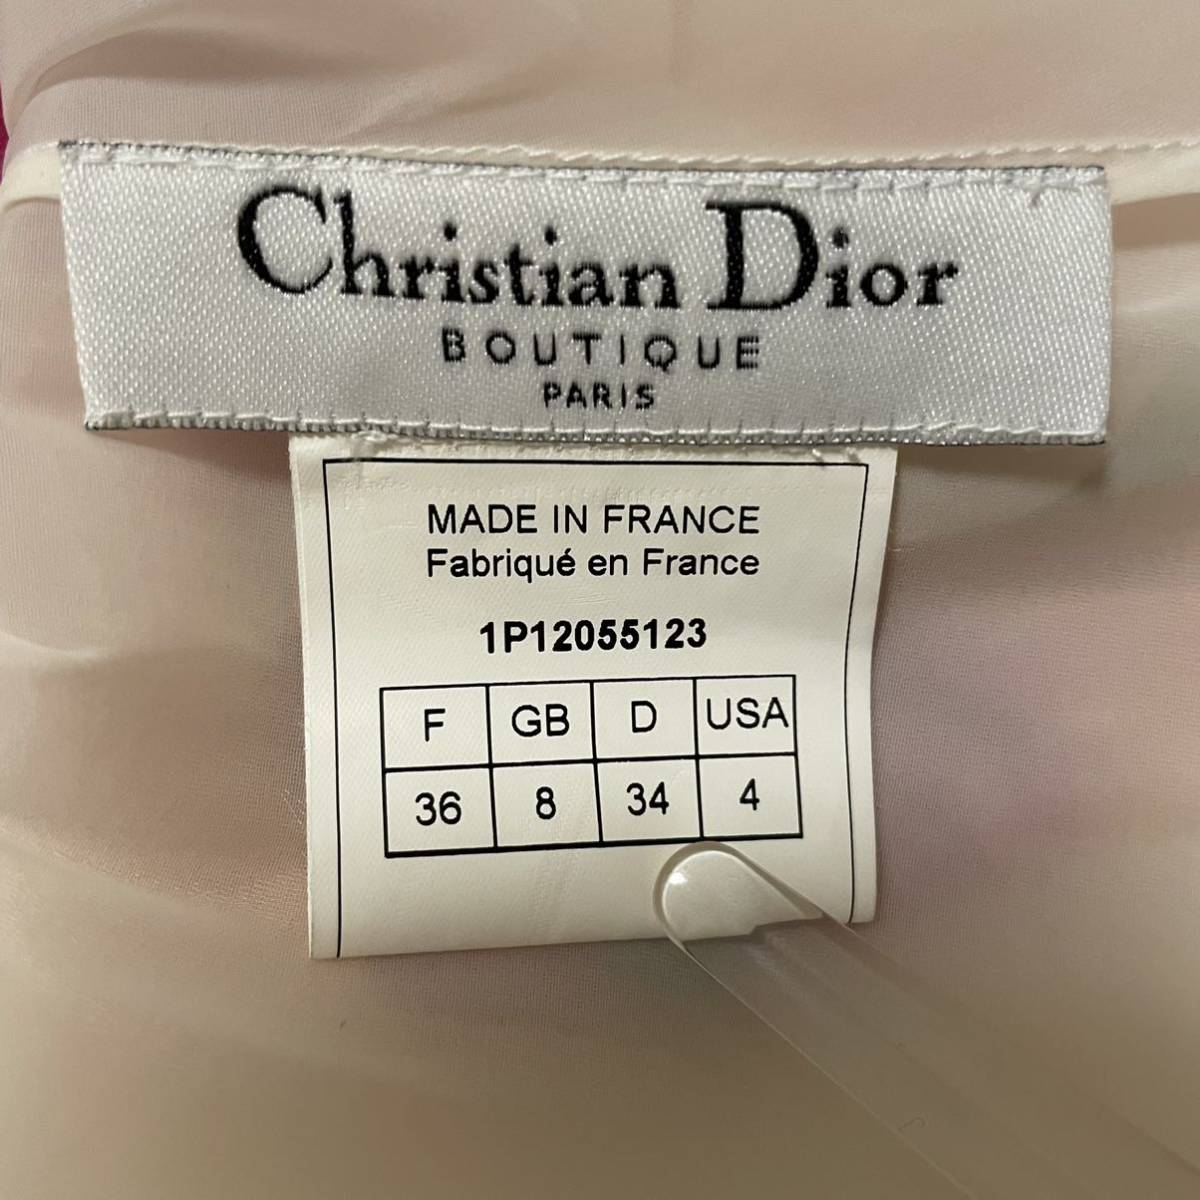 Christian Dior
BOUTIQUE
PARIS
MADE IN FRANCE
Fabriqué en France
1P12055123
F GB D USA
36 8 34 4